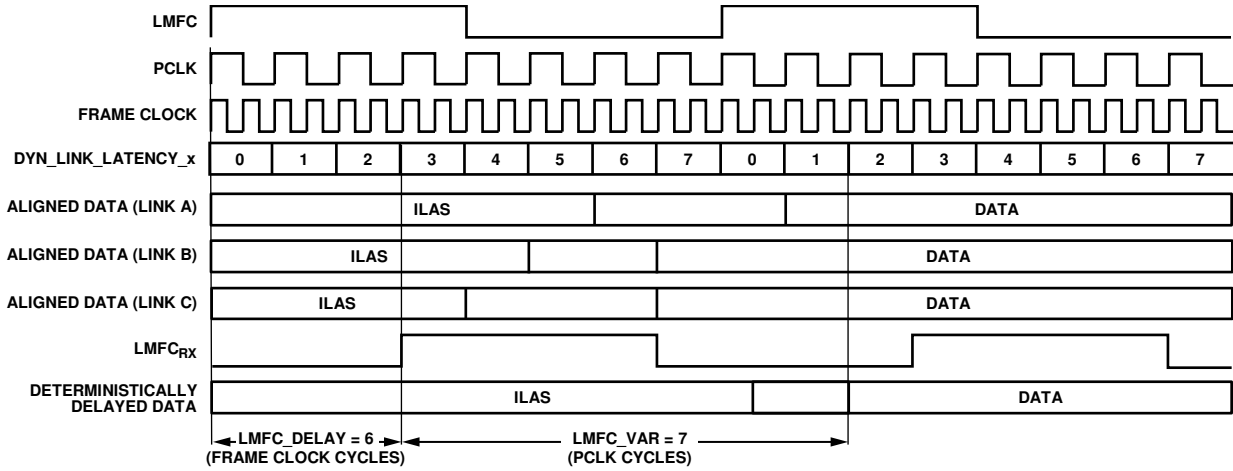 LMFC
PCLK
FRAME CLOCK
DYN_LINK_LATENCY_x 0 1 2 3 4 5 6 7 0 1 2 3 4 5 6 7
ALIGNED DATA (LINK A) ILAS DATA
ALIGNED DATA (LINK B) ILAS DATA
ALIGNED DATA (LINK C) ILAS DATA
LMFCRX
DETERMINISTICALLY
DELAYED DATA ILAS DATA
LMFC_DELAY = 6
(FRAME CLOCK CYCLES)
LMFC_VAR = 7
(PCLK CYCLES)